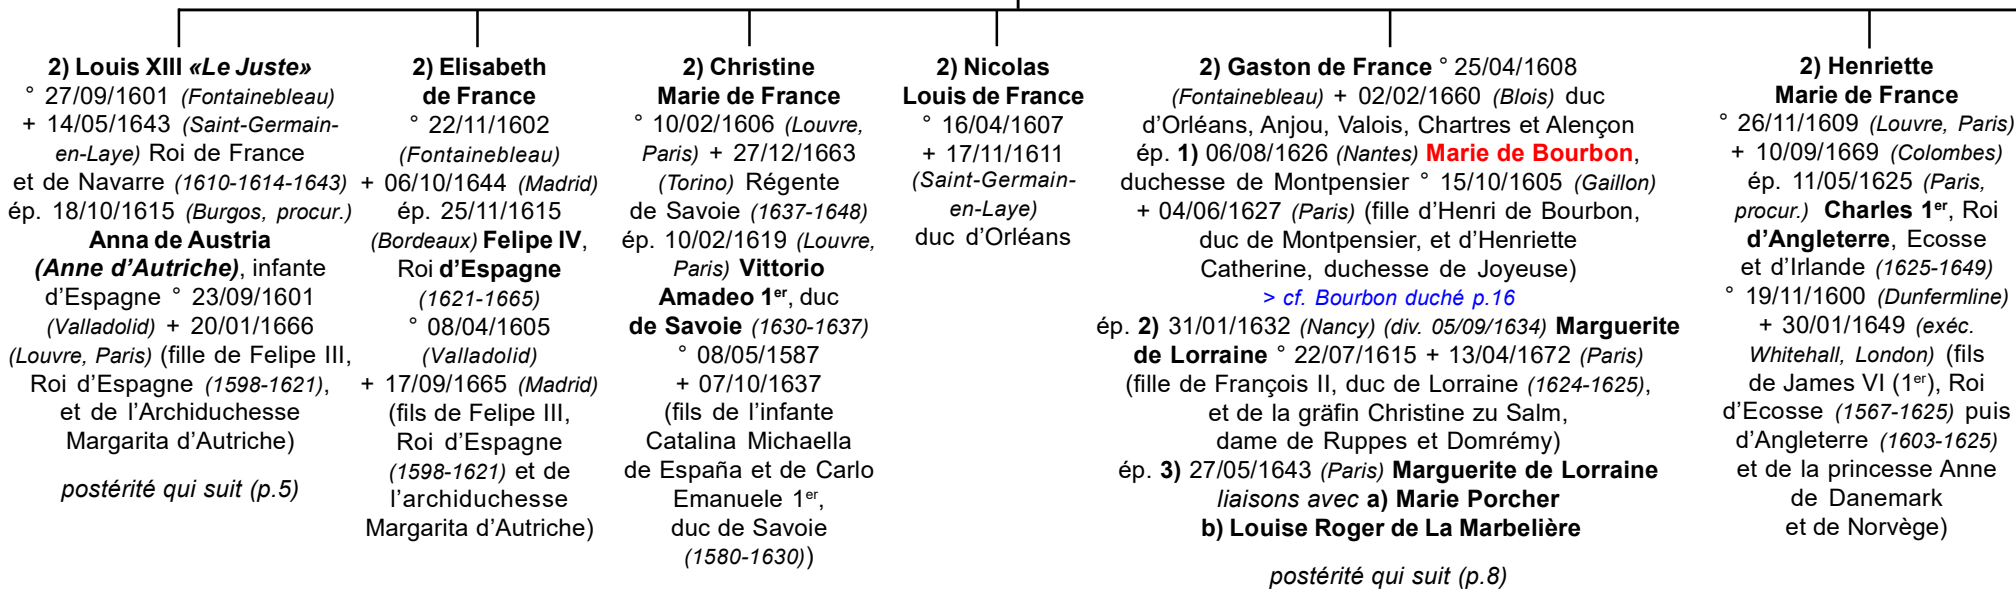 2) Louis XIII «Le Juste»
° 27/09/1601 (Fontainebleau)
+ 14/05/1643 (Saint-Germain-
en-Laye) Roi de France
et de Navarre (1610-1614-1643)
ép. 18/10/1615 (Burgos, procur.)
Anna de Austria
(Anne d’Autriche), infante
d’Espagne ° 23/09/1601
(Valladolid) + 20/01/1666
(Louvre, Paris) (fille de Felipe III,
Roi d’Espagne (1598-1621),
et de l’Archiduchesse
Margarita d’Autriche)
postérité qui suit (p.5)
2) Elisabeth
de France
° 22/11/1602
(Fontainebleau)
+ 06/10/1644 (Madrid)
ép. 25/11/1615
(Bordeaux) Felipe IV,
Roi d’Espagne
(1621-1665)
° 08/04/1605
(Valladolid)
+ 17/09/1665 (Madrid)
(fils de Felipe III,
Roi d’Espagne
(1598-1621) et de
l’archiduchesse
Margarita d’Autriche)
2) Christine
Marie de France
° 10/02/1606 (Louvre,
Paris) + 27/12/1663
(Torino) Régente
de Savoie (1637-1648)
ép. 10/02/1619 (Louvre,
Paris) Vittorio
Amadeo 1er, duc
de Savoie (1630-1637)
° 08/05/1587
+ 07/10/1637
(fils de l’infante
Catalina Michaella
de España et de Carlo
Emanuele 1er,
duc de Savoie
(1580-1630))
2) Nicolas
Louis de France
° 16/04/1607
+ 17/11/1611
(Saint-Germain-
en-Laye)
duc d’Orléans
2) Gaston de France ° 25/04/1608
(Fontainebleau) + 02/02/1660 (Blois) duc
d’Orléans, Anjou, Valois, Chartres et Alençon
ép. 1) 06/08/1626 (Nantes) Marie de Bourbon,
duchesse de Montpensier ° 15/10/1605 (Gaillon)
+ 04/06/1627 (Paris) (fille d’Henri de Bourbon,
duc de Montpensier, et d’Henriette
Catherine, duchesse de Joyeuse)
> cf. Bourbon duché p.16
ép. 2) 31/01/1632 (Nancy) (div. 05/09/1634) Marguerite
de Lorraine ° 22/07/1615 + 13/04/1672 (Paris)
(fille de François II, duc de Lorraine (1624-1625),
et de la gräfin Christine zu Salm,
dame de Ruppes et Domrémy)
ép. 3) 27/05/1643 (Paris) Marguerite de Lorraine
liaisons avec a) Marie Porcher
b) Louise Roger de La Marbelière
postérité qui suit (p.8)
2) Henriette
Marie de France
° 26/11/1609 (Louvre, Paris)
+ 10/09/1669 (Colombes)
ép. 11/05/1625 (Paris,
procur.) Charles 1er, Roi
d’Angleterre, Ecosse
et d’Irlande (1625-1649)
° 19/11/1600 (Dunfermline)
+ 30/01/1649 (exéc.
Whitehall, London) (fils
de James VI (1er), Roi
d’Ecosse (1567-1625) puis
d’Angleterre (1603-1625)
et de la princesse Anne
de Danemark
et de Norvège)